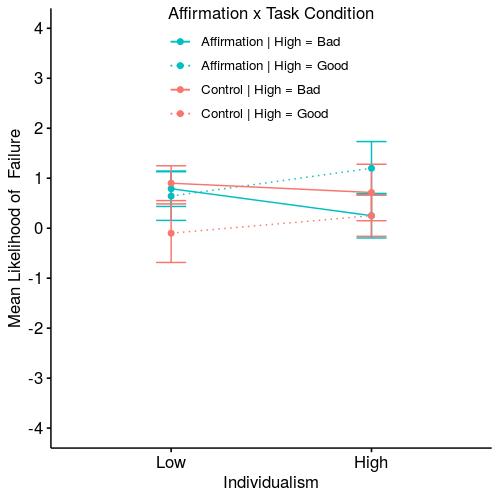 Affirmation x Task Condition
Affirmation | High = Bad
Affirmation | High = Good
Control | High = Bad
Control | High = Good
Mean Likelihood of  Failure
4
3
2
1
0
-1
-2
-3
-4
Low
High
Individualism